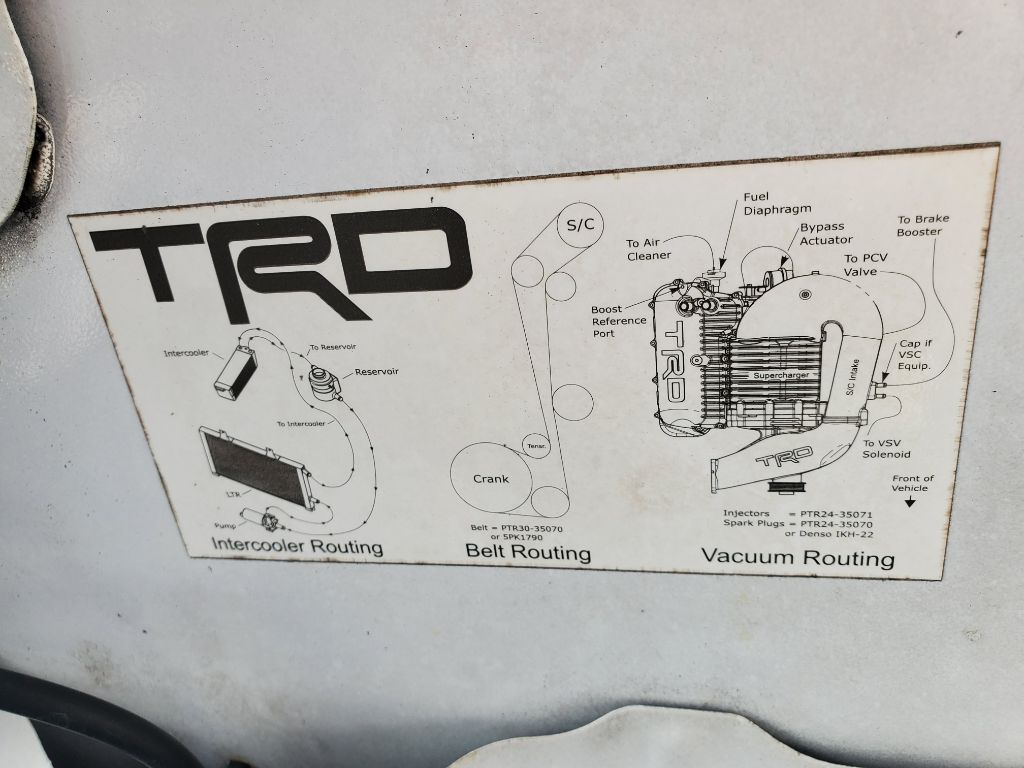 TRD
Intercooler
To Reservoir
Reservoir
To Intercooler
LTR
Pump
Intercooler Routing
S/C
Tensr.
Crank
Belt = PTR30-35070
or 5PK1790
Belt Routing
Fuel
Diaphragm
To Air
Cleaner
Bypass
Actuator
To Brake
Booster
To PCV
Valve
Boost
Reference
Port
TRD
Supercharger
S/C Intake
Cap if
VSC
Equip.
TRD
To VSV
Solenoid
Front of
Vehicle
Injectors = PTR24-35071
Spark Plugs = PTR24-35070
or Denso IKH-22
Vacuum Routing